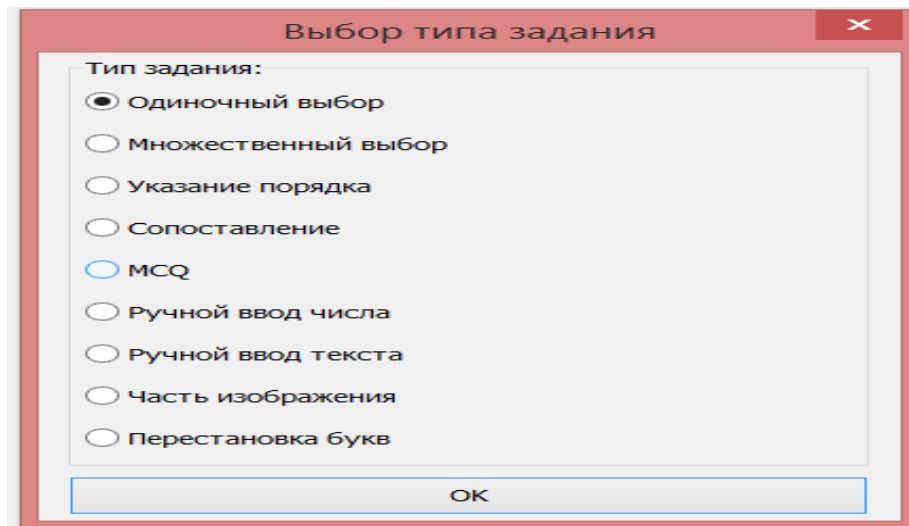 Выбор типа задания
Тип задания:
Одиночный выбор
Множественный выбор
Указание порядка
Сопоставление
MCQ
Ручной ввод числа
Ручной ввод текста
Часть изображения
Перестановка букв
OK